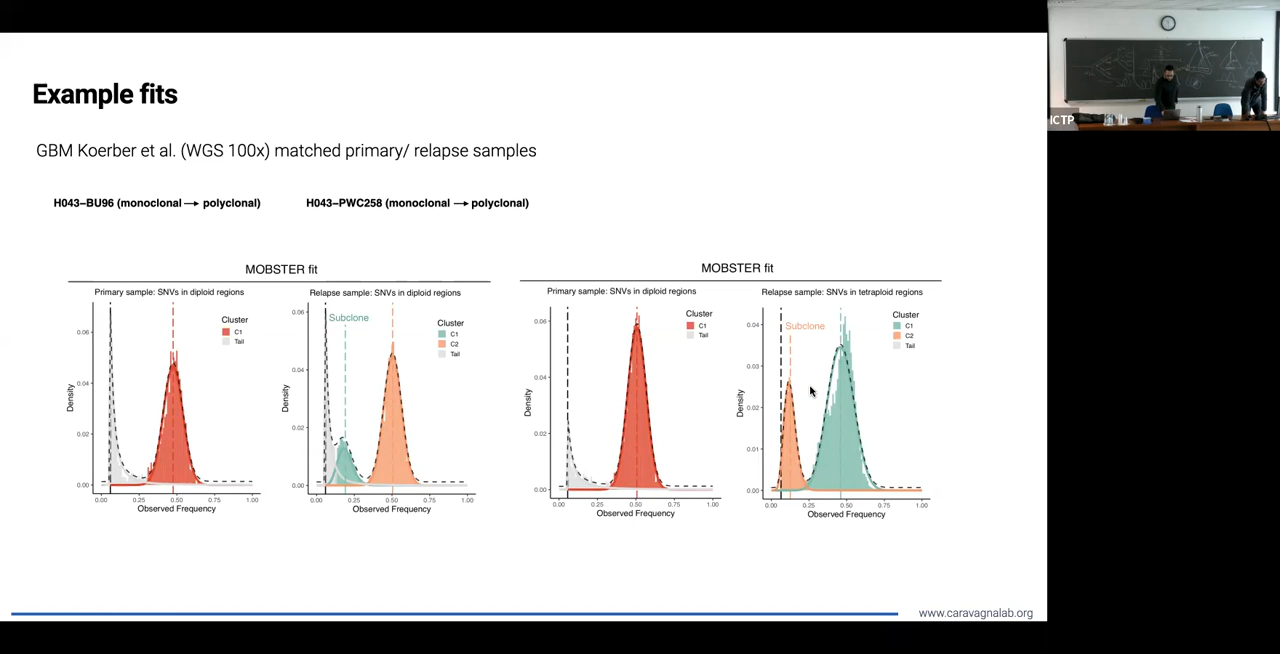 Example fits
GBM Koerber et al. (WGS 100x) matched primary/ relapse samples
H043-BU96 (monoclonal → polyclonal)
H043-PWC258 (monoclonal → polyclonal)
MOBSTER fit
Primary sample: SNVs in diploid regions
Density
0.06
0.04
0.02
0.00
0.00 0.25 0.50 0.75 1.00
Observed Frequency
Cluster
C1
Tail
Relapse sample: SNVs in diploid regions
Subclone
Density
0.06
0.04
0.02
0.00
0.00 0.25 0.50 0.75 1.00
Observed Frequency
Cluster
C1
C2
Tail
MOBSTER fit
Primary sample: SNVs in diploid regions
Density
0.06
0.04
0.02
0.00
0.00 0.25 0.50 0.75 1.00
Observed Frequency
Cluster
C1
Tail
Relapse sample: SNVs in tetraploid regions
Subclone
Density
0.04
0.03
0.02
0.01
0.00
0.00 0.25 0.50 0.75 1.00
Observed Frequency
Cluster
C1
C2
Tail
www.caravagnalab.org
ICTP